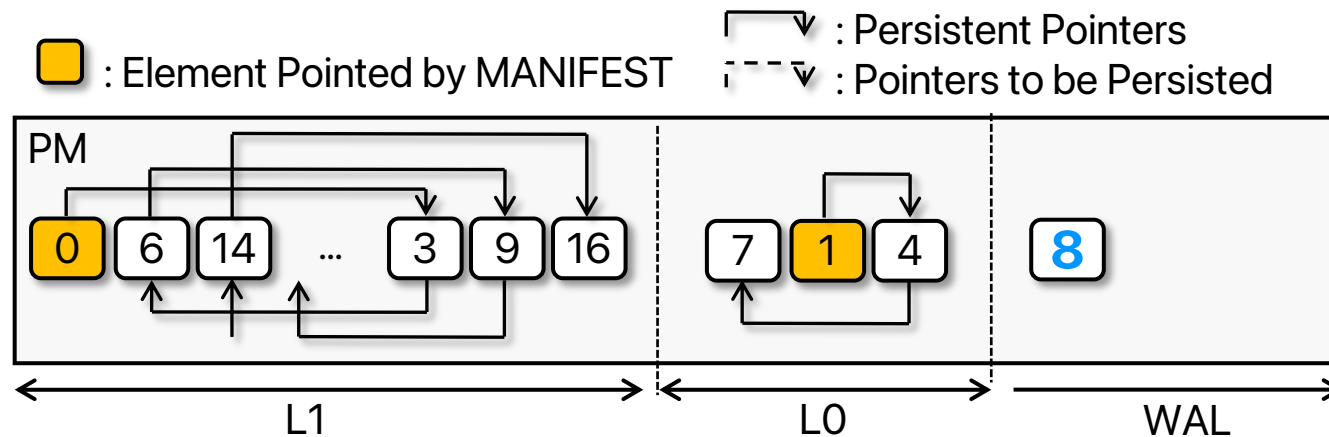 : Element Pointed by MANIFEST
: Persistent Pointers
: Pointers to be Persisted
PM
0 6 14 ... 3 9 16 7 1 4 8
L1 L0 WAL